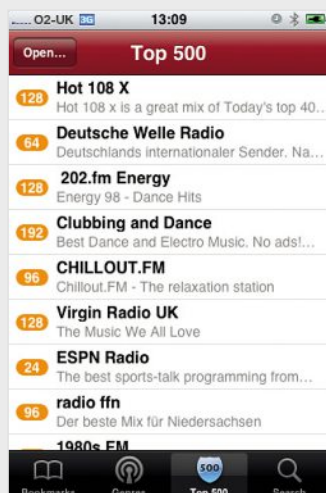 O2-UK 3G 13:09
Open... Top 500
128 Hot 108 X
Hot 108 x is a great mix of Today's top 40..
64 Deutsche Welle Radio
Deutschlands internationaler Sender. Na...
128 202.fm Energy
Energy 98 - Dance Hits
192 Clubbing and Dance
Best Dance and Electro Music. No ads!...
96 CHILLOUT.FM
Chillout.FM - The relaxation station
128 Virgin Radio UK
The Music We All Love
24 ESPN Radio
The best sports-talk programming from...
96 radio ffn
Der beste Mix für Niedersachsen
1980s FM
500
Bookmarks Genres Top 500 Search